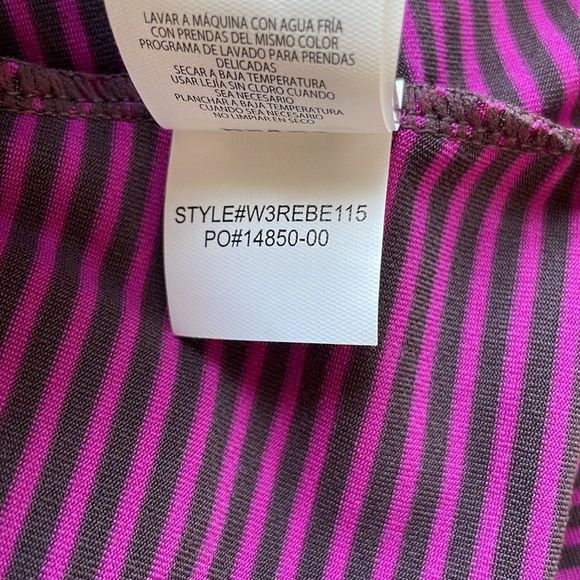 LAVAR A MÁQUINA CON AGUA FRÍA
CON PRENDAS DEL MISMO COLOR
PROGRAMA DE LAVADO PARA PRENDAS
DELICADAS
SECAR A BAJA TEMPERATURA
USAR LEJÍA SIN CLORO CUANDO
SEA NECESARIO
PLANCHAR A BAJA TEMPERATURA
CUANDO SEA NECESARIO
NO LIMPIAR EN SECO
STYLE#W3REBE115
PO#14850-00